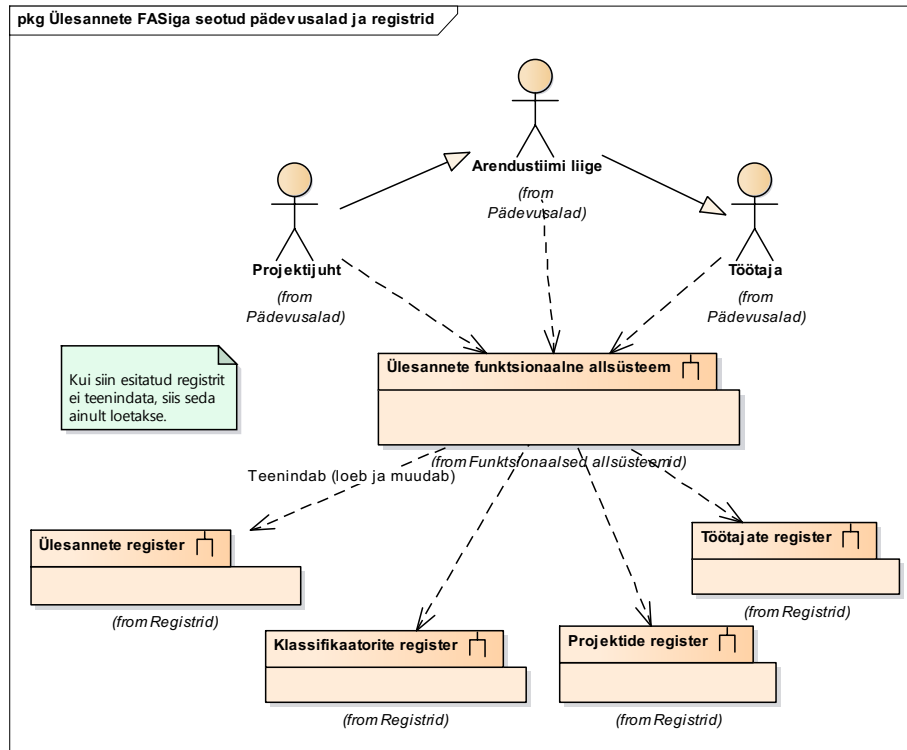 pkg Ülesannete FASiga seotud pädevusalad ja registrid
Arendustiimi liige
(from
Pädevusalad)
Projektijuht
(from
Pädevusalad)
Töötaja
(from
Pädevusalad)
Kui siin esitatud registrit
ei teenindata, siis seda
ainult loetakse.
Ülesannete funktsionaalne allsüsteem
(from Funktsionaalsed allsüsteemid)
Teenindab (loeb ja muudab)
Ülesannete register
(from Registrid)
Töötajate register
(from Registrid)
Klassifikaatorite register
(from Registrid)
Projektide register
(from Registrid)